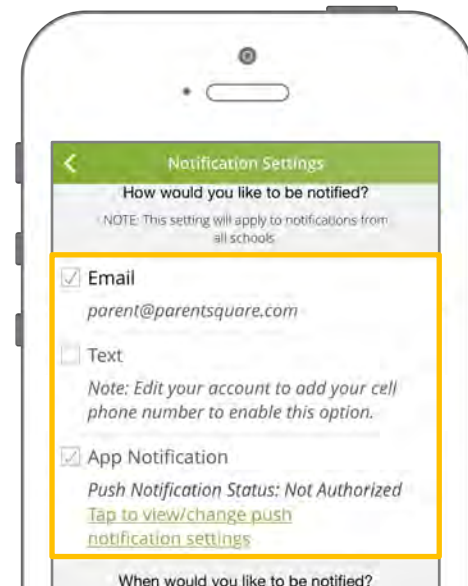 Notification Settings
How would you like to be notified?
NOTE: This setting will apply to notifications from
all schools
Email
parent@parentsquare.com
Text
Note: Edit your account to add your cell
phone number to enable this option.
App Notification
Push Notification Status: Not Authorized
Tap to view/change push
notification settings
When would you like to be notified?